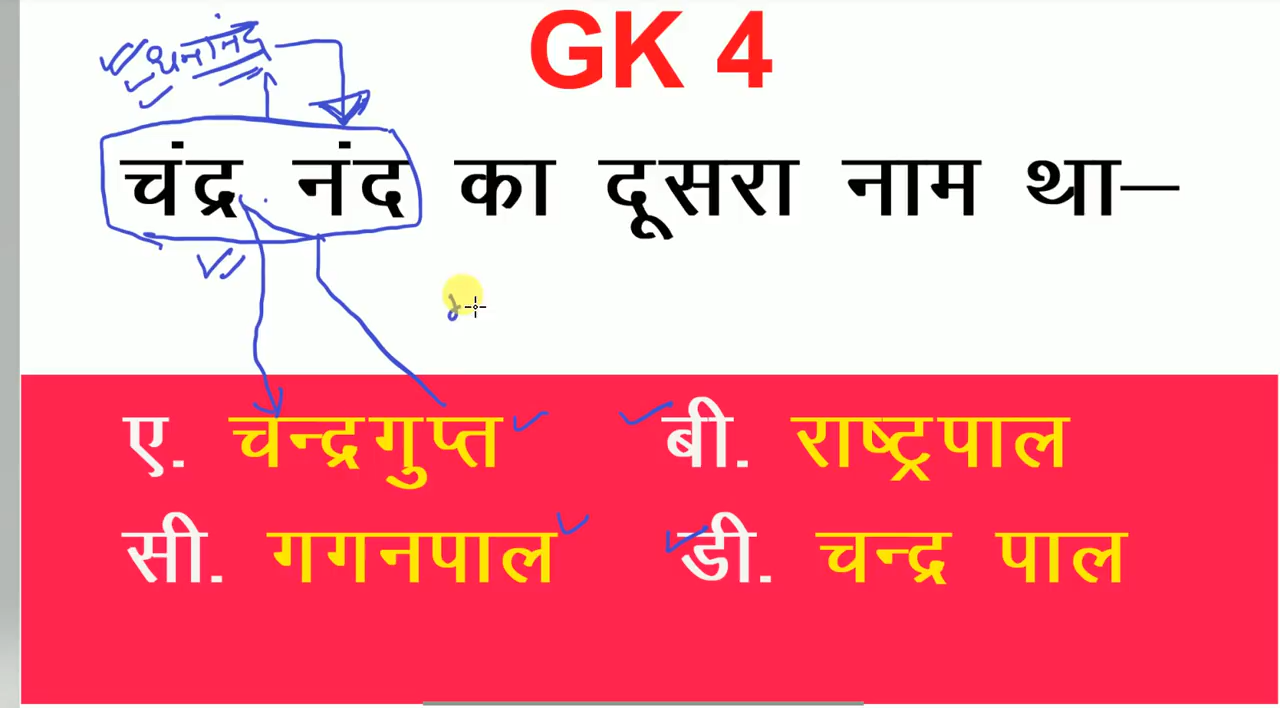 GK 4
धनानंद
चंद्र नंद का दूसरा नाम था—
ए. चन्द्रगुप्त बी. राष्ट्रपाल
सी. गगनपाल डी. चन्द्र पाल